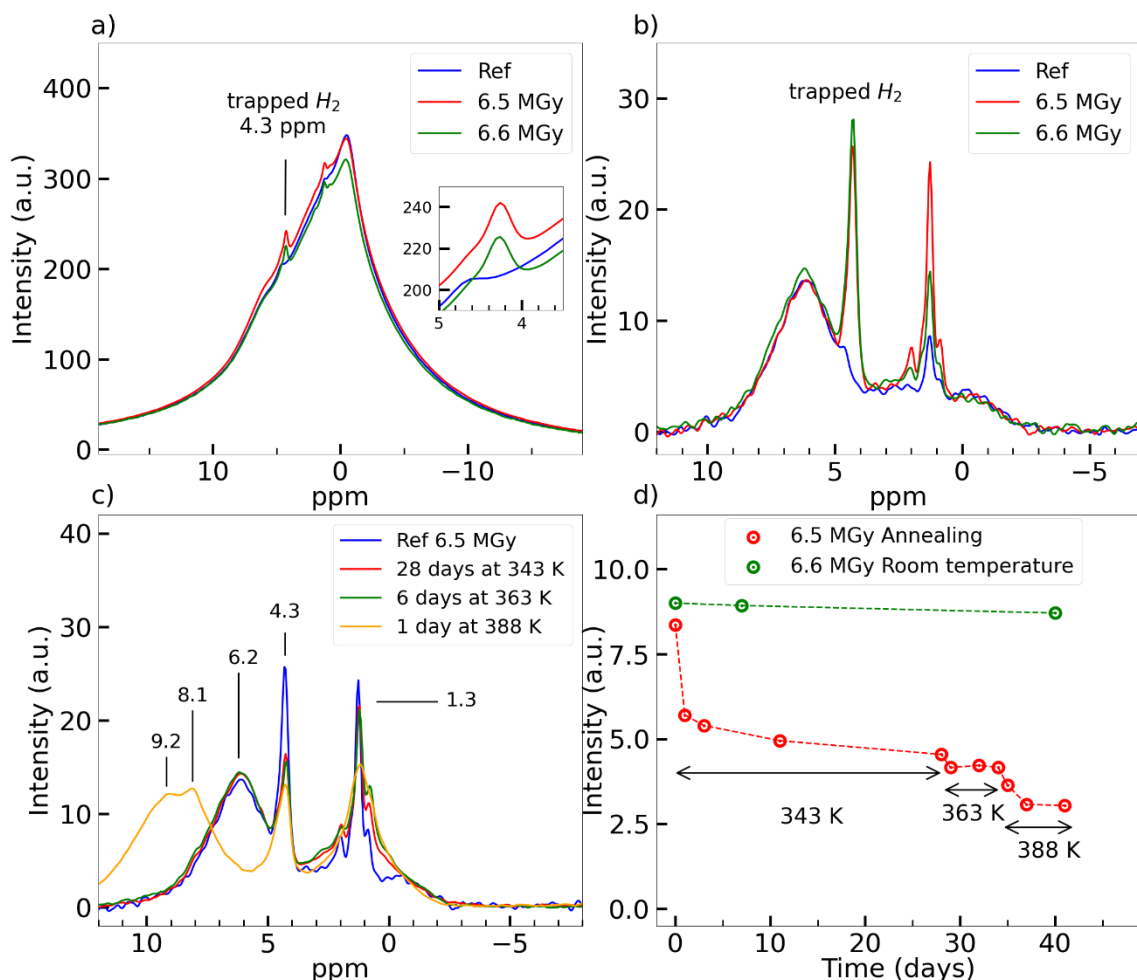 a)
Ref
6.5 MGy
6.6 MGy
trapped H2
4.3 ppm
400
300
200
100
0
Intensity (a.u.)
240
220
200
5
4
10
0
−10
ppm
b)
Ref
6.5 MGy
6.6 MGy
trapped H2
30
20
10
0
Intensity (a.u.)
10
5
0
−5
ppm
c)
Ref 6.5 MGy
28 days at 343 K
6 days at 363 K
1 day at 388 K
4.3
6.2
8.1
9.2
1.3
40
30
20
10
0
Intensity (a.u.)
10
5
0
−5
ppm
d)
6.5 MGy Annealing
6.6 MGy Room temperature
10.0
7.5
5.0
2.5
0.0
Intensity (a.u.)
343 K
363 K
388 K
0
10
20
30
40
Time (days)